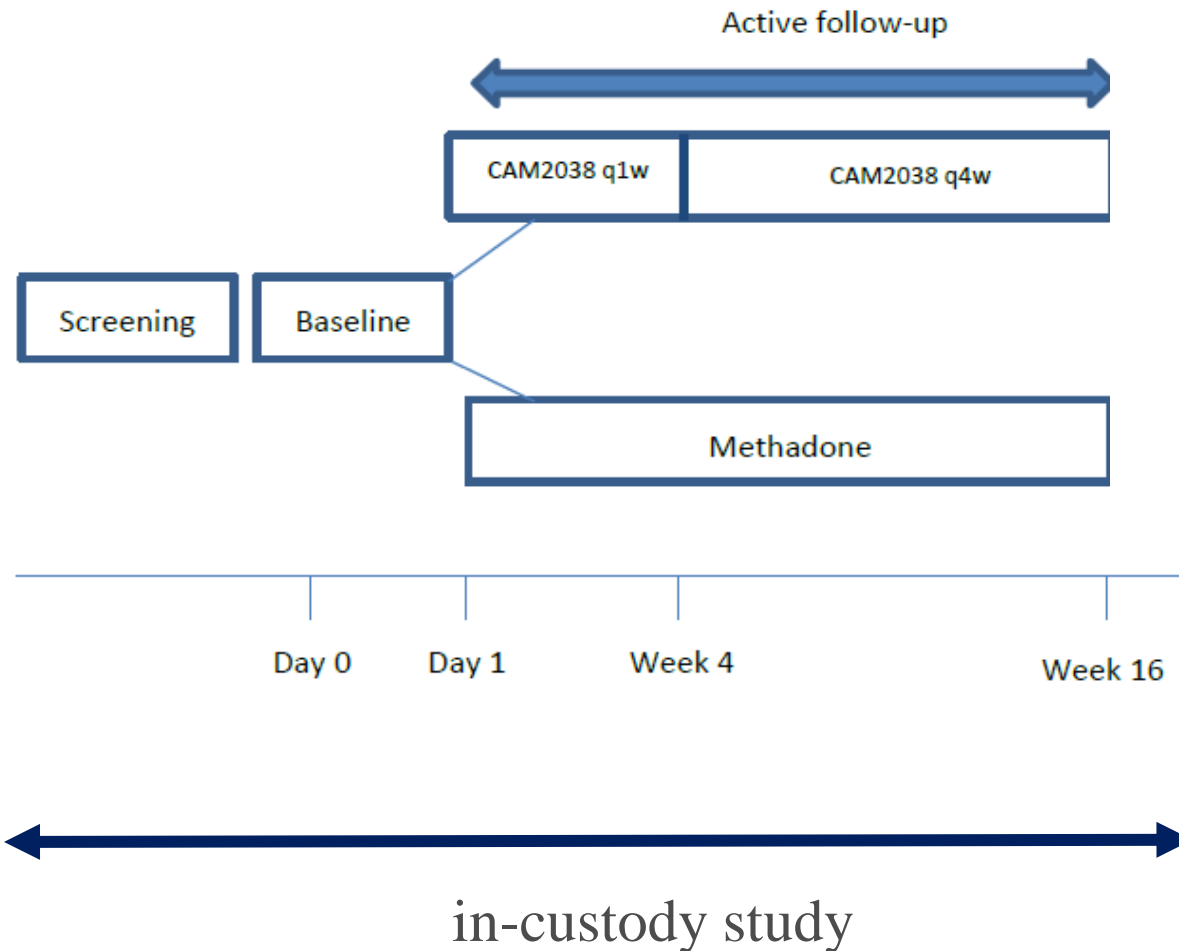 Active follow-up
CAM2038 q1w
CAM2038 q4w
Screening
Baseline
Methadone
Day 0
Day 1
Week 4
Week 16
in-custody study